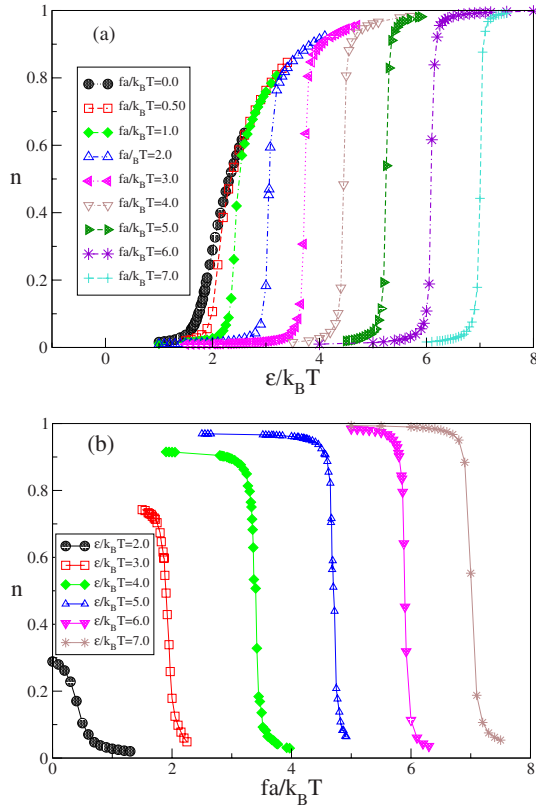 (a)
1
0.8
0.6
0.4
0.2
0
n
fa/k_BT=0.0
fa/k_BT=0.50
fa/k_BT=1.0
fa/_BT=2.0
fa/k_BT=3.0
fa/k_BT=4.0
fa/k_BT=5.0
fa/k_BT=6.0
fa/k_BT=7.0
0 2 4 6 8
ε/k_BT
(b)
1
0.8
0.6
0.4
0.2
0
n
ε/k_BT=2.0
ε/k_BT=3.0
ε/k_BT=4.0
ε/k_BT=5.0
ε/k_BT=6.0
ε/k_BT=7.0
0 2 4 6 8
fa/k_BT